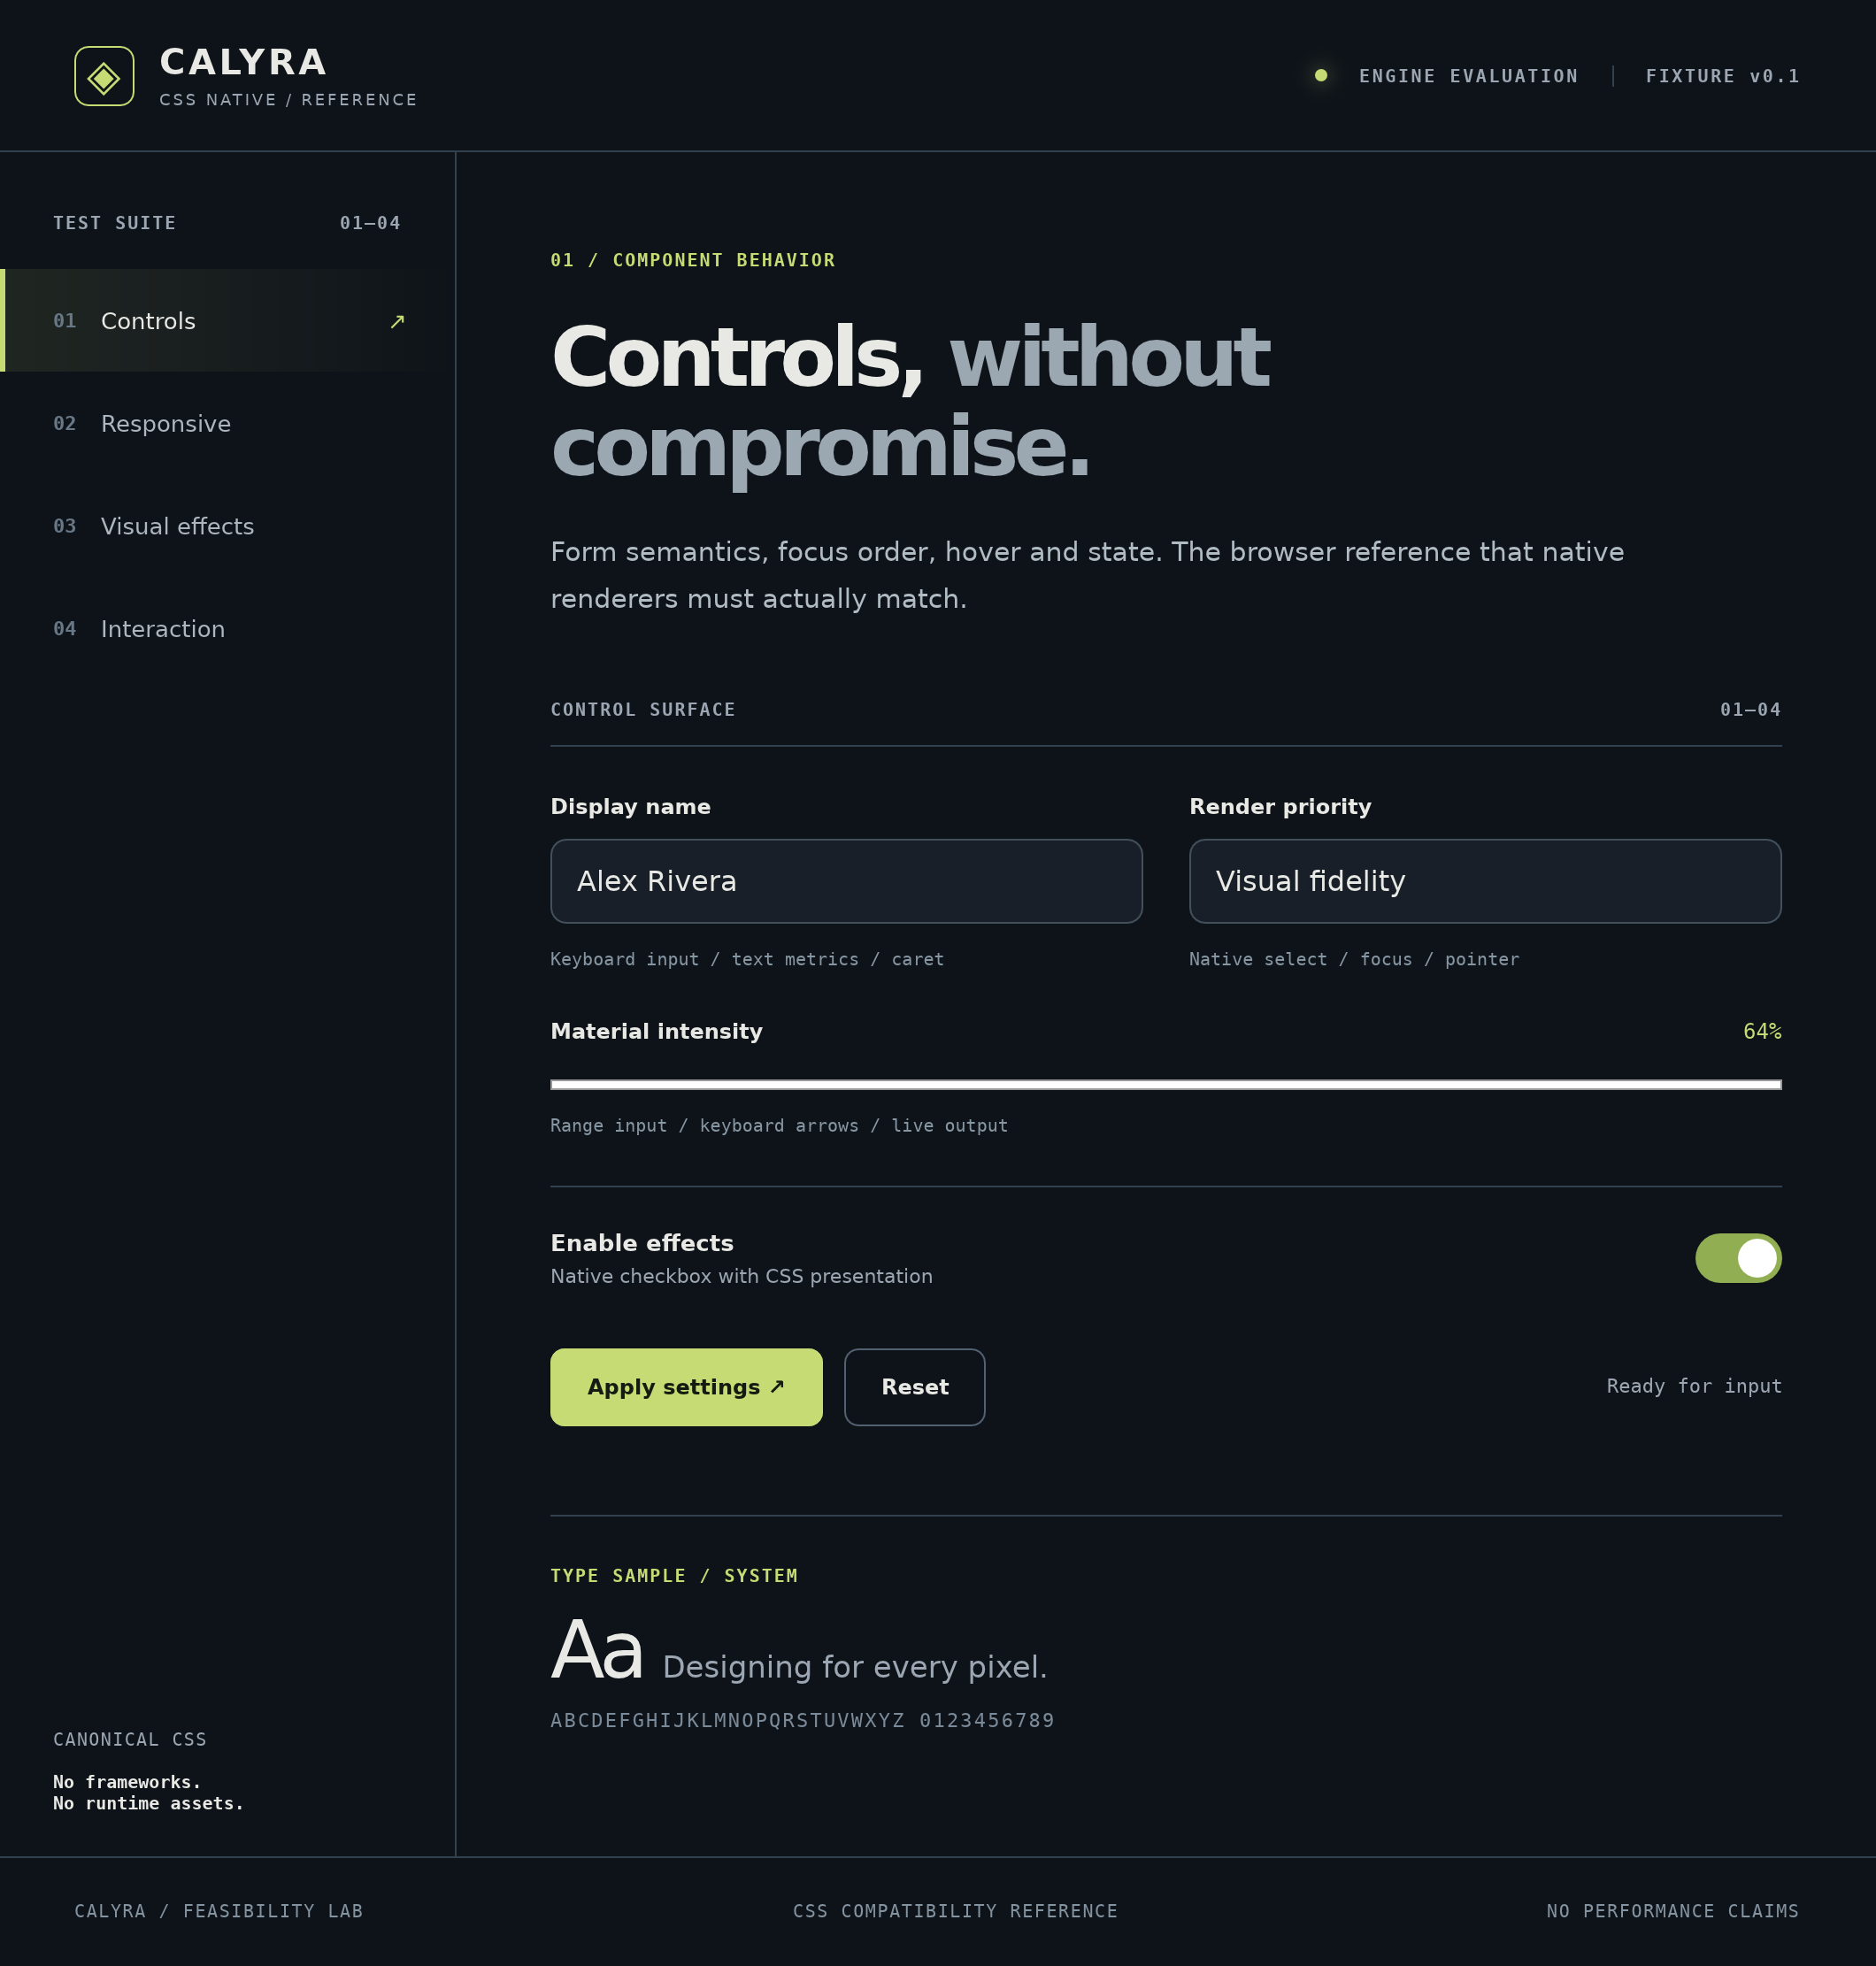 CALYRA
CSS NATIVE / REFERENCE
ENGINE EVALUATION
FIXTURE v0.1
TEST SUITE 01—04
01 Controls ↗
02 Responsive
03 Visual effects
04 Interaction
CANONICAL CSS
No frameworks.
No runtime assets.
01 / COMPONENT BEHAVIOR
Controls, without
compromise.
Form semantics, focus order, hover and state. The browser reference that native
renderers must actually match.
CONTROL SURFACE 01—04
Display name
Alex Rivera
Keyboard input / text metrics / caret
Render priority
Visual fidelity
Native select / focus / pointer
Material intensity 64%
Range input / keyboard arrows / live output
Enable effects
Native checkbox with CSS presentation
Apply settings ↗
Reset
Ready for input
TYPE SAMPLE / SYSTEM
Aa Designing for every pixel.
ABCDEFGHIJKLMNOPQRSTUVWXYZ 0123456789
CALYRA / FEASIBILITY LAB
CSS COMPATIBILITY REFERENCE
NO PERFORMANCE CLAIMS